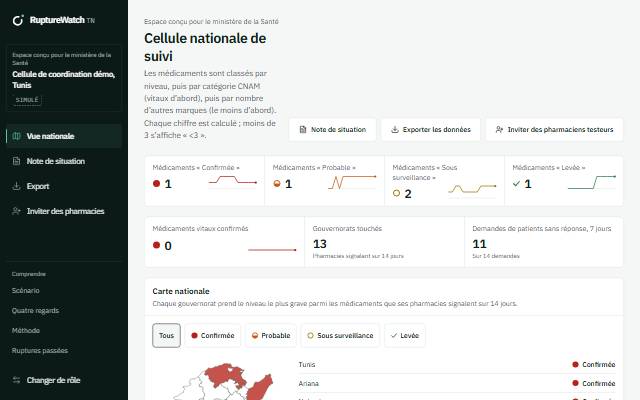 RuptureWatch TN
Espace conçu pour le ministère de la
Santé
Cellule de coordination démo,
Tunis
SIMULÉ
Vue nationale
Note de situation
Export
Inviter des pharmacies
Comprendre
Scénario
Quatre regards
Méthode
Ruptures passées
Changer de rôle
Espace conçu pour le ministère de la Santé
Cellule nationale de
suivi
Les médicaments sont classés par
niveau, puis par catégorie CNAM
(vitaux d’abord), puis par nombre
d’autres marques (le moins d’abord).
Chaque chiffre est calculé ; moins de
3 s’affiche « <3 ».
Note de situation
Exporter les données
Inviter des pharmaciens testeurs
Médicaments « Confirmée »
1
Médicaments « Probable »
1
Médicaments « Sous
surveillance »
2
Médicaments « Levée »
1
Médicaments vitaux confirmés
0
Gouvernorats touchés
13
Pharmacies signalant sur 14 jours
Demandes de patients sans réponse, 7 jours
11
Sur 14 demandes
Carte nationale
Chaque gouvernorat prend le niveau le plus grave parmi les médicaments que ses pharmacies signalent sur 14 jours.
Tous
Confirmée
Probable
Sous surveillance
Levée
Tunis
Confirmée
Ariana
Confirmée